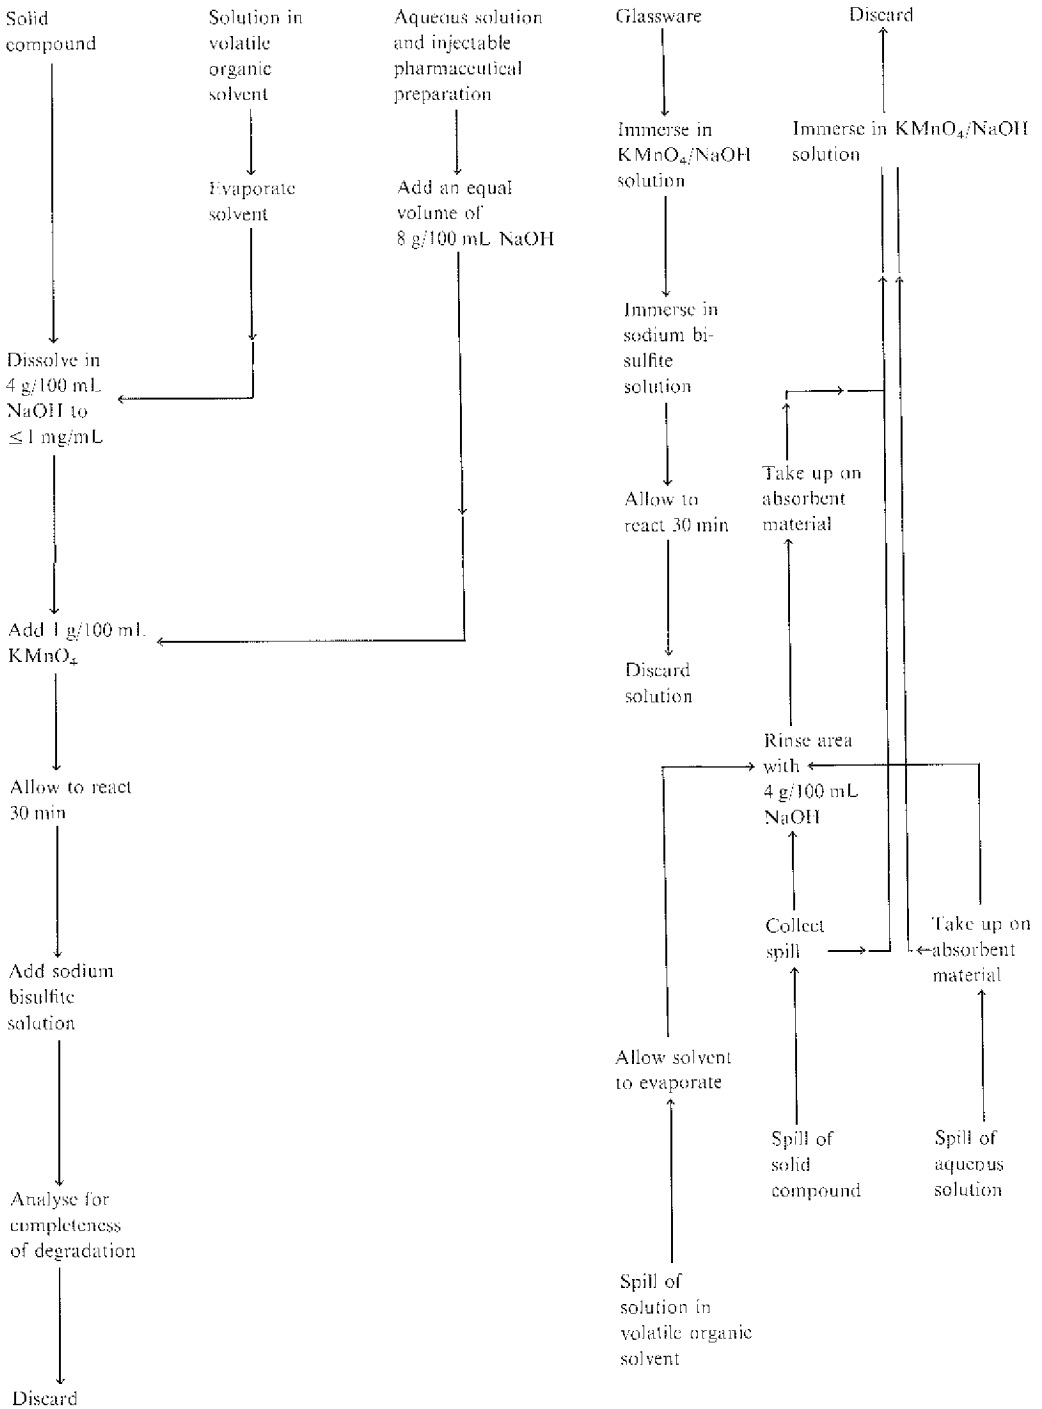 Solid
compound
Solution in
volatile
organic
solvent
Aqueous solution
and injectable
pharmaceutical
preparation
Evaporate
solvent
Add an equal
volume of
8 g/100 mL NaOH
Dissolve in
4 g/100 mL
NaOH to
≤1 mg/mL
Add 1 g/100 mL
KMnO₄
Allow to react
30 min
Add sodium
bisulfite
solution
Analyse for
completeness
of degradation
Discard
Glassware
Immerse in
KMnO₄/NaOH
solution
Immerse in
sodium bi-
sulfite
solution
Allow to
react 30 min
Discard
solution
Discard
Immerse in KMnO₄/NaOH
solution
Take up on
absorbent
material
Rinse area
with
4 g/100 mL
NaOH
Collect
spill
Take up on
absorbent
material
Allow solvent
to evaporate
Spill of
solid
compound
Spill of
aqueous
solution
Spill of
solution in
volatile organic
solvent